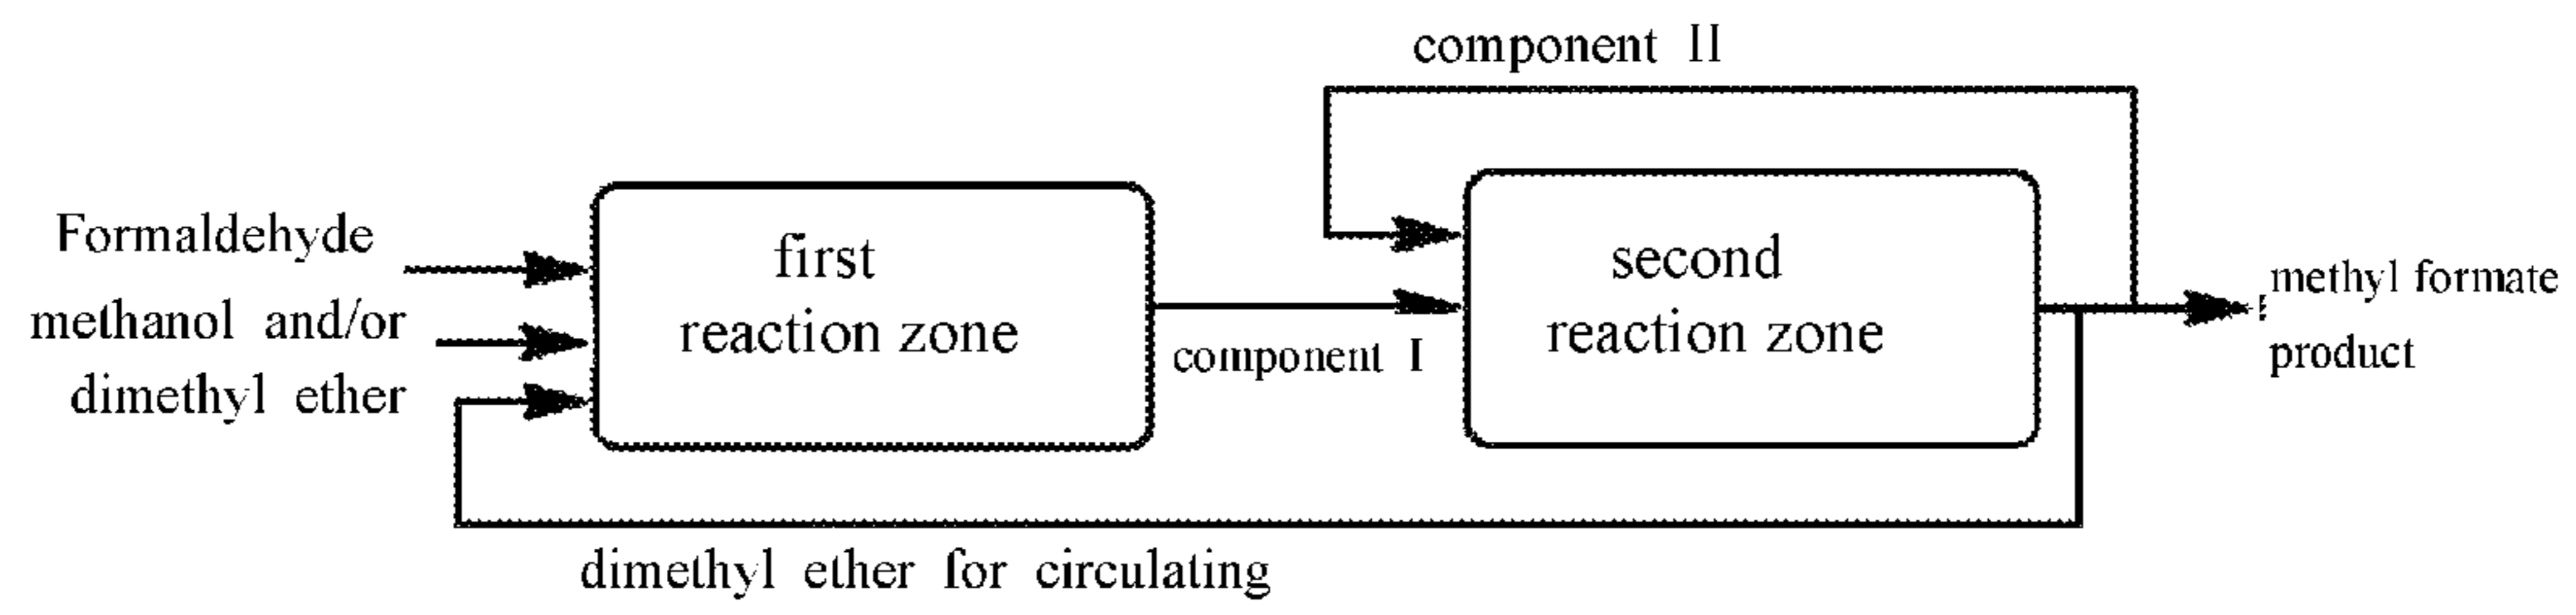 component II
Formaldehyde
methanol and/or
dimethyl ether
first
reaction zone
component I
second
reaction zone
methyl formate
product
dimethyl ether for circulating